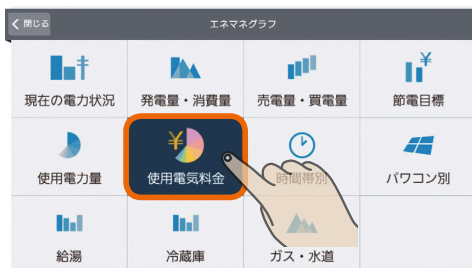 閉じる
エネマネグラフ
現在の電力状況
発電量・消費量
売電量・買電量
節電目標
使用電力量
使用電気料金
時間帯別
パワコン別
給湯
冷蔵庫
ガス・水道